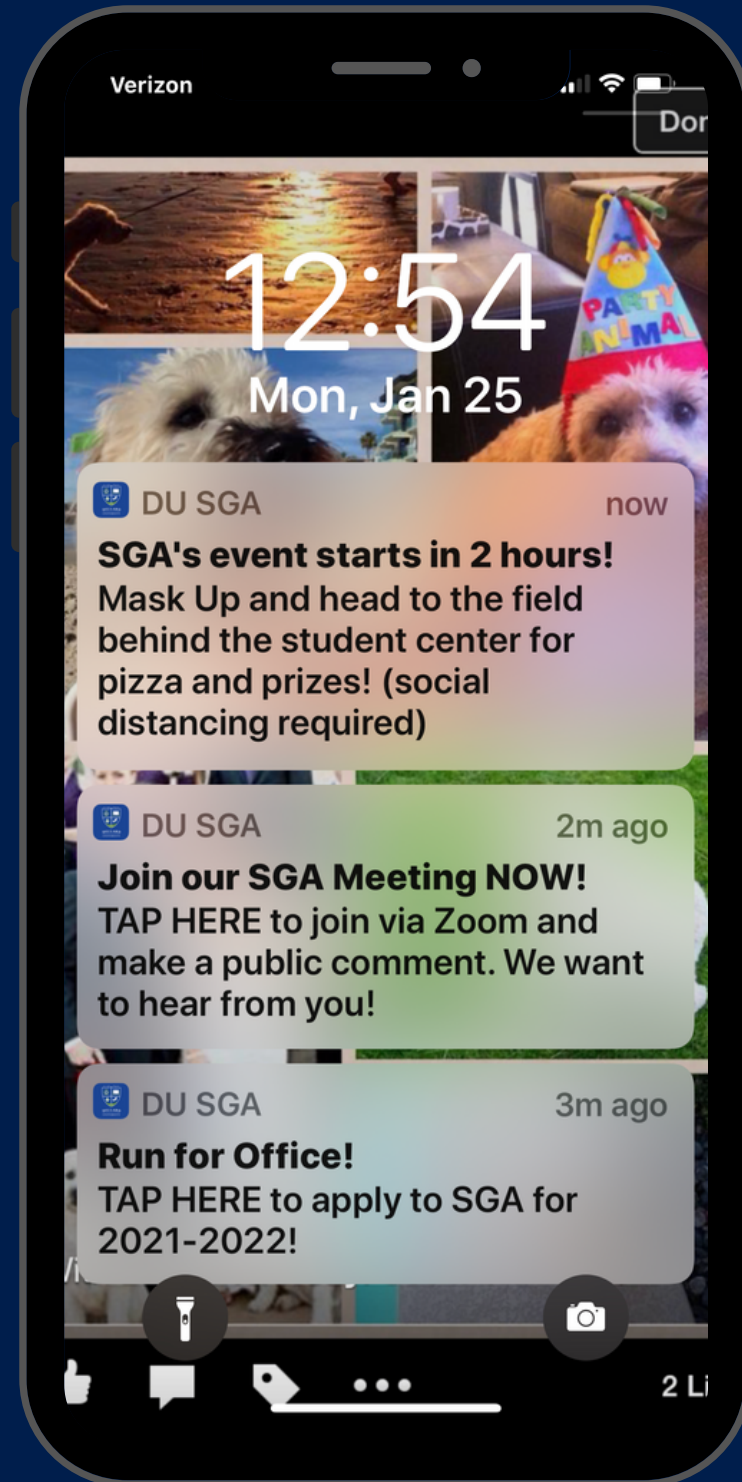 Verizon
Dor
12:54
Mon, Jan 25
PARTY
ANIMAL
DU SGA
now
SGA's event starts in 2 hours!
Mask Up and head to the field
behind the student center for
pizza and prizes! (social
distancing required)
DU SGA
2m ago
Join our SGA Meeting NOW!
TAP HERE to join via Zoom and
make a public comment. We want
to hear from you!
DU SGA
3m ago
Run for Office!
TAP HERE to apply to SGA for
2021-2022!
2 Li